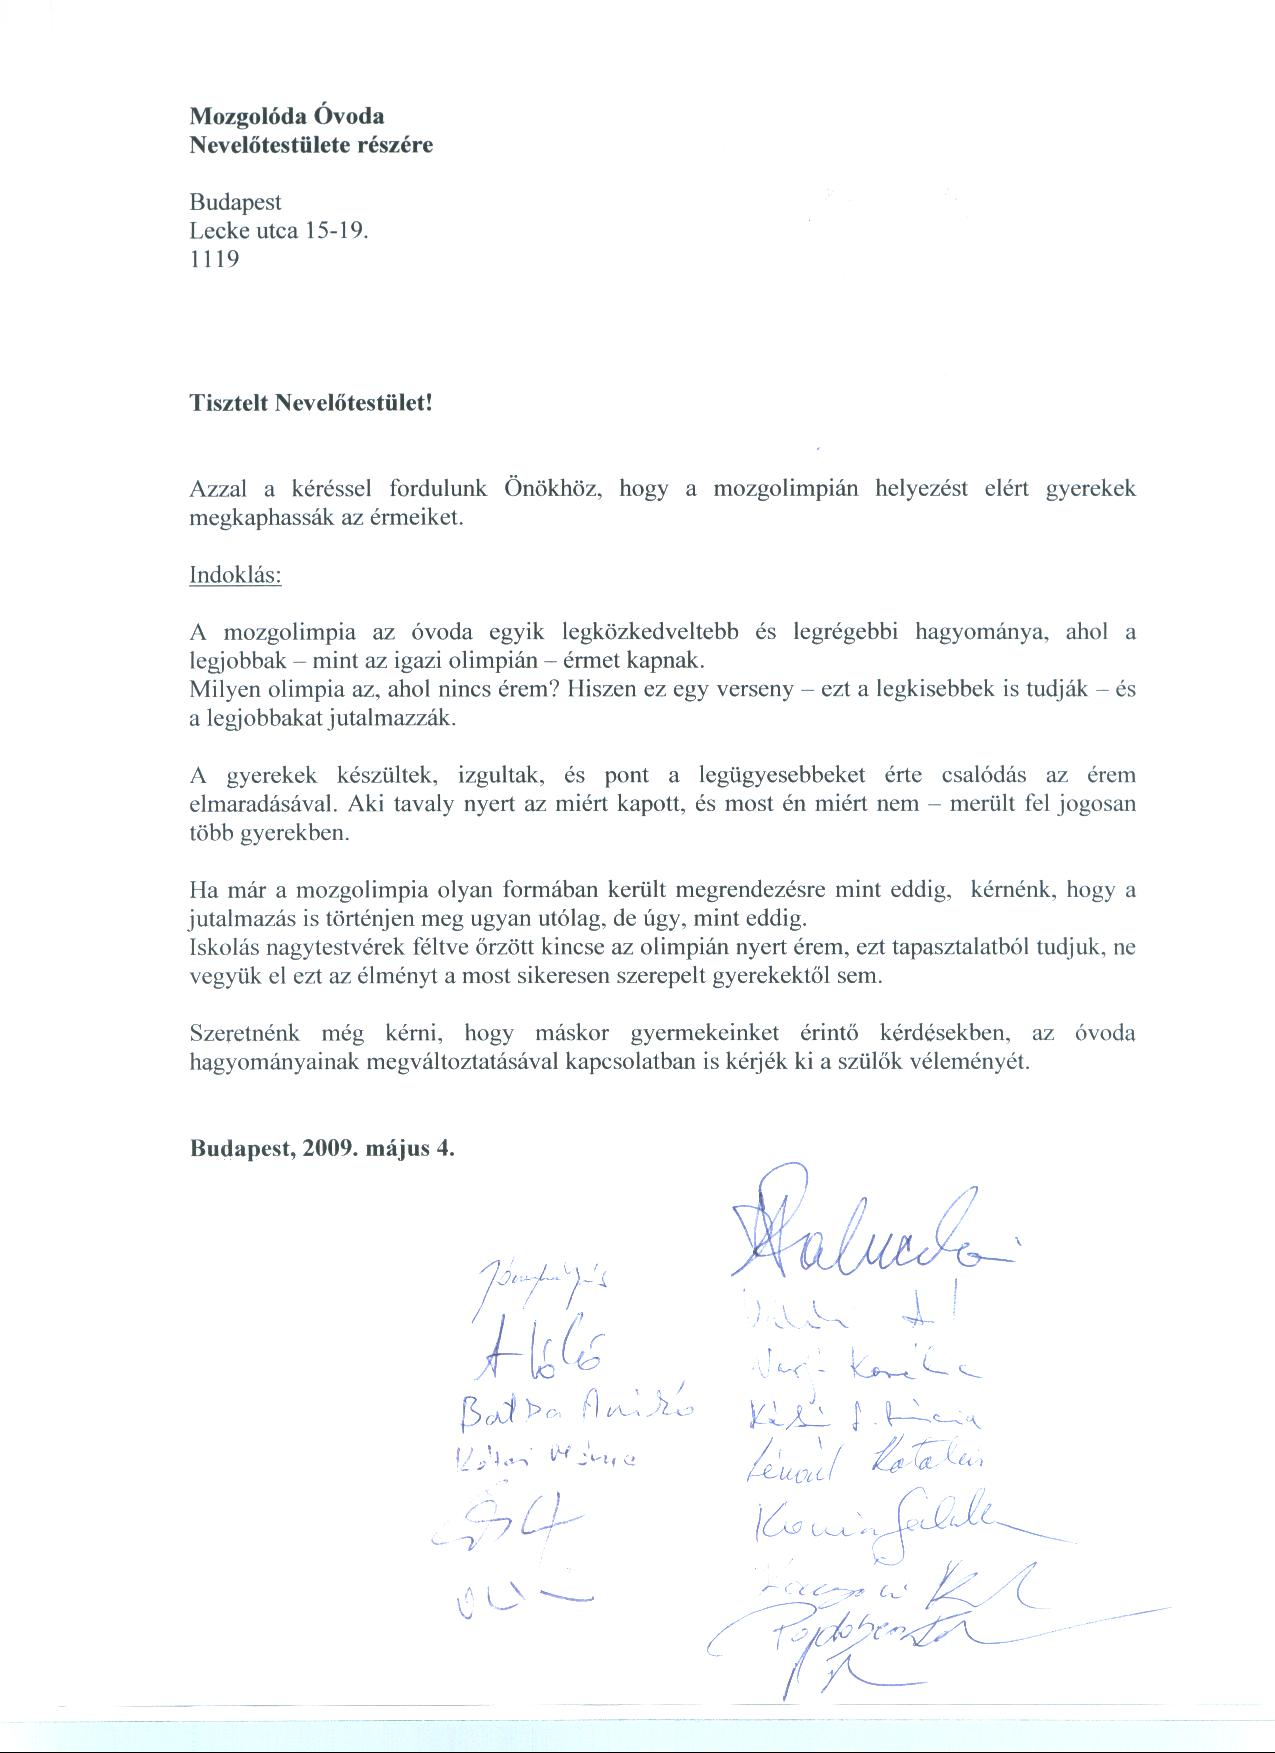 Mozgolóda Óvoda
Nevelőtestülete részére
Budapest
Lecke utca 15-19.
1119
Tisztelt Nevelőtestület!
Azzal a kéréssel fordulunk Önökhöz, hogy a mozgolimpián helyezést elért gyerekek
megkaphassák az érmeiket.
Indoklás:
A mozgolimpia az óvoda egyik legközkedveltebb és legrégebbi hagyománya, ahol a
legjobbak – mint az igazi olimpián – érmet kapnak.
Milyen olimpia az, ahol nincs érem? Hiszen ez egy verseny – ezt a legkisebbek is tudják – és
a legjobbakat jutalmazzák.
A gyerekek készültek, izgultak, és pont a legügyesebbeket érte csalódás az érem
elmaradásával. Aki tavaly nyert az miért kapott, és most én miért nem – merült fel jogosan
több gyerekben.
Ha már a mozgolimpia olyan formában került megrendezésre mint eddig, kérnénk, hogy a
jutalmazás is történjen meg ugyan utólag, de úgy, mint eddig.
Iskolás nagytestvérek féltve őrzött kincse az olimpián nyert érem, ezt tapasztalatból tudjuk, ne
vegyük el ezt az élményt a most sikeresen szerepelt gyerekektől sem.
Szeretnénk még kérni, hogy máskor gyermekeinket érintő kérdésekben, az óvoda
hagyományainak megváltoztatásával kapcsolatban is kérjék ki a szülők véleményét.
Budapest, 2009. május 4.
Anikó
Katalin